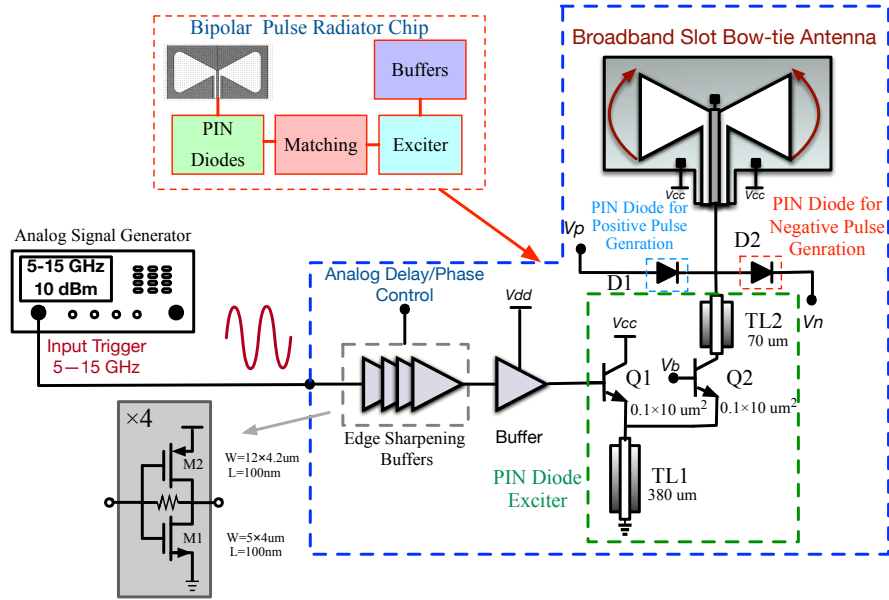 Bipolar Pulse Radiator Chip
Buffers
PIN
Diodes
Matching
Exciter
Broadband Slot Bow-tie Antenna
Vcc
Vcc
PIN Diode for
Positive Pulse
Genration
PIN Diode for
Negative Pulse
Genration
Vp
D1
D2
Vn
Analog Signal Generator
5-15 GHz
10 dBm
Input Trigger
5—15 GHz
Analog Delay/Phase
Control
Vdd
Edge Sharpening
Buffers
Buffer
Vcc
Q1
0.1×10 um²
Vb
Q2
0.1×10 um²
TL2
70 um
TL1
380 um
PIN Diode
Exciter
×4
M2
W=12×4.2um
L=100nm
M1
W=5×4um
L=100nm